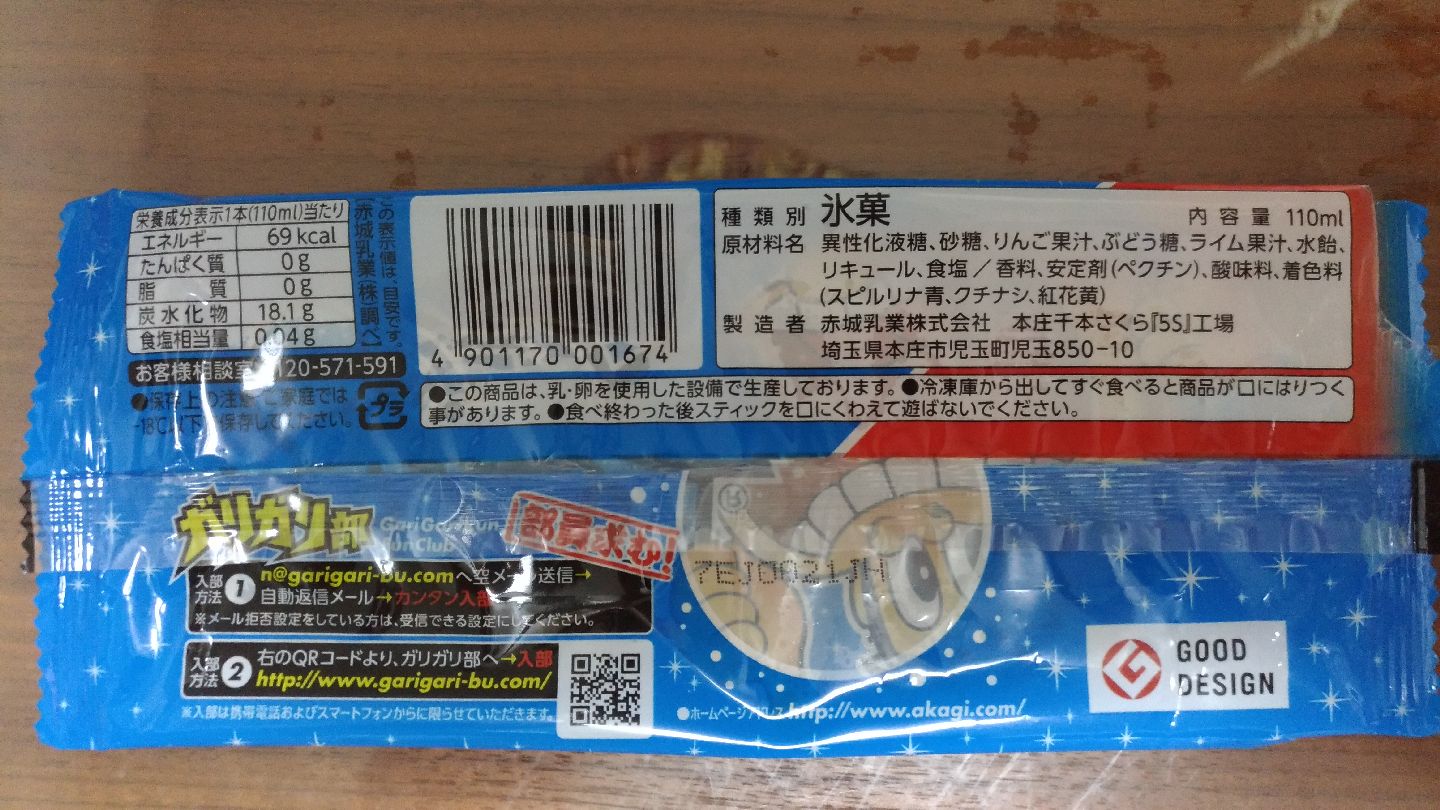 栄養成分表示1本(110ml)当たり
エネルギー 69kcal
たんぱく質 0g
脂質 0g
炭水化物 18.1g
食塩相当量 0.04g
この表示値は、目安です。
[赤城乳業(株)調べ]
お客様相談室 0120-571-591
●保存上の注意 ご家庭では
-18℃以下で保存してください。
プラ
4 901170 001674
種類別 氷菓 内容量 110ml
原材料名 異性化液糖、砂糖、りんご果汁、ぶどう糖、ライム果汁、水飴、
リキュール、食塩／香料、安定剤(ペクチン)、酸味料、着色料
(スピルリナ青、クチナシ、紅花黄)
製造者 赤城乳業株式会社 本庄千本さくら『5S』工場
埼玉県本庄市児玉町児玉850-10
●この商品は、乳・卵を使用した設備で生産しております。●冷凍庫から出してすぐ食べると商品が口にはりつく
事があります。●食べ終わった後スティックを口にくわえて遊ばないでください。
ガリガリ部
部員求む!
入部方法1 n@garigari-bu.comへ空メール送信→
自動返信メール→カンタン入部
※メール拒否設定をしている方は、受信できる設定にしてください。
入部方法2 右のQRコードより、ガリガリ部へ→入部
http://www.garigari-bu.com/
※入部は携帯電話およびスマートフォンからに限らせていただきます。
®
7EJD0821JH
●ホームページアドレス http://www.akagi.com/
GOOD
DESIGN